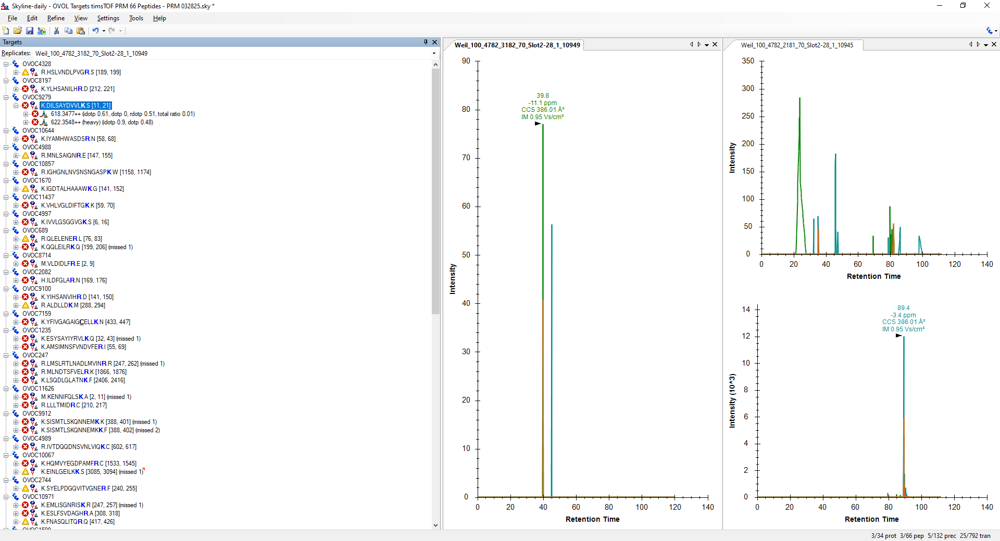 Skyline-daily - OVOL Targets timsTOF PRM 66 Peptides - PRM 032825.sky *
File Edit Refine View Settings Tools Help
Targets
Replicates: Weil_100_4782_3182_70_Slot2-28_1_10949
OVOC4328
R.HSLVNDLPVGR.S [189, 199]
OVOC8197
K.YLHSANILHR.D [212, 221]
OVOC9279
K.DILSAYDVVLK.S [11, 21]
618.3477++ (idotp 0.61, dotp 0, rdotp 0.51, total ratio 0.01)
622.3548++ (heavy) (idotp 0.9, dotp 0.48)
OVOC10644
K.IYAMHWASDSR.N [58, 68]
OVOC4988
R.MNLSAIQNR.E [147, 155]
OVOC10857
R.IGHGNLNVSNSNGASPK.W [1158, 1174]
OVOC1670
K.IGDTALHAAAWK.G [141, 152]
OVOC11437
K.VHLVGLDIFTGK.K [59, 70]
OVOC4997
K.IVVLGSGGVGK.S [6, 16]
OVOC689
R.QLELENER.L [76, 83]
K.QQLEILRK.Q [199, 206] (missed 1)
OVOC8714
M.VLDIDLFR.E [2, 9]
OVOC2082
H.ILDFGLAR.N [169, 176]
OVOC9100
K.YIHSANVIHR.D [141, 150]
R.ALDLLDK.M [288, 294]
OVOC7159
K.YFIVGAGAIGCELLK.N [433, 447]
OVOC1235
K.ESYSAYIYRVLK.Q [32, 43] (missed 1)
K.AMSIMNSFVNDVFER.I [55, 69]
OVOC247
R.LMSLRTLNADLMVINR.R [247, 262] (missed 1)
R.MLNDTSFVELR.K [1866, 1876]
K.LSQDLGLATNK.F [2406, 2416]
OVOC11626
M.KENNIFQLSK.A [2, 11] (missed 1)
R.LLLTMIDR.C [210, 217]
OVOC9912
K.SISMTLSKQNNEMK.K [388, 401] (missed 1)
K.SISMTLSKQNNEMKK.F [388, 402] (missed 2)
OVOC4989
R.IVTDQQDNSVNLVIQK.C [602, 617]
OVOC10067
K.HQMVYEGDPAMFR.C [1533, 1545]
K.EINLGEILKK.S [3085, 3094] (missed 1)
OVOC2744
K.SYELPDGQVITVGNER.F [240, 255]
OVOC10971
K.EMLISGNRISK.R [247, 257] (missed 1)
K.ESLFSVDAGHR.A [308, 318]
K.FNASQLITQR.Q [417, 426]
OVOC1599
Weil_100_4782_3182_70_Slot2-28_1_10949
90
80
70
60
50
40
30
20
10
0
Intensity
39.8
-11.1 ppm
CCS 386.01 Å²
IM 0.95 Vs/cm²
0 20 40 60 80 100 120 140
Retention Time
Weil_100_4782_2181_70_Slot2-28_1_10945
350
300
250
200
150
100
50
0
Intensity
0 20 40 60 80 100 120 140
Retention Time
14
12
10
8
6
4
2
0
Intensity (10^3)
89.4
-3.4 ppm
CCS 386.01 Å²
IM 0.95 Vs/cm²
0 20 40 60 80 100 120 140
Retention Time
3/34 prot 3/66 pep 5/132 prec 25/792 tran